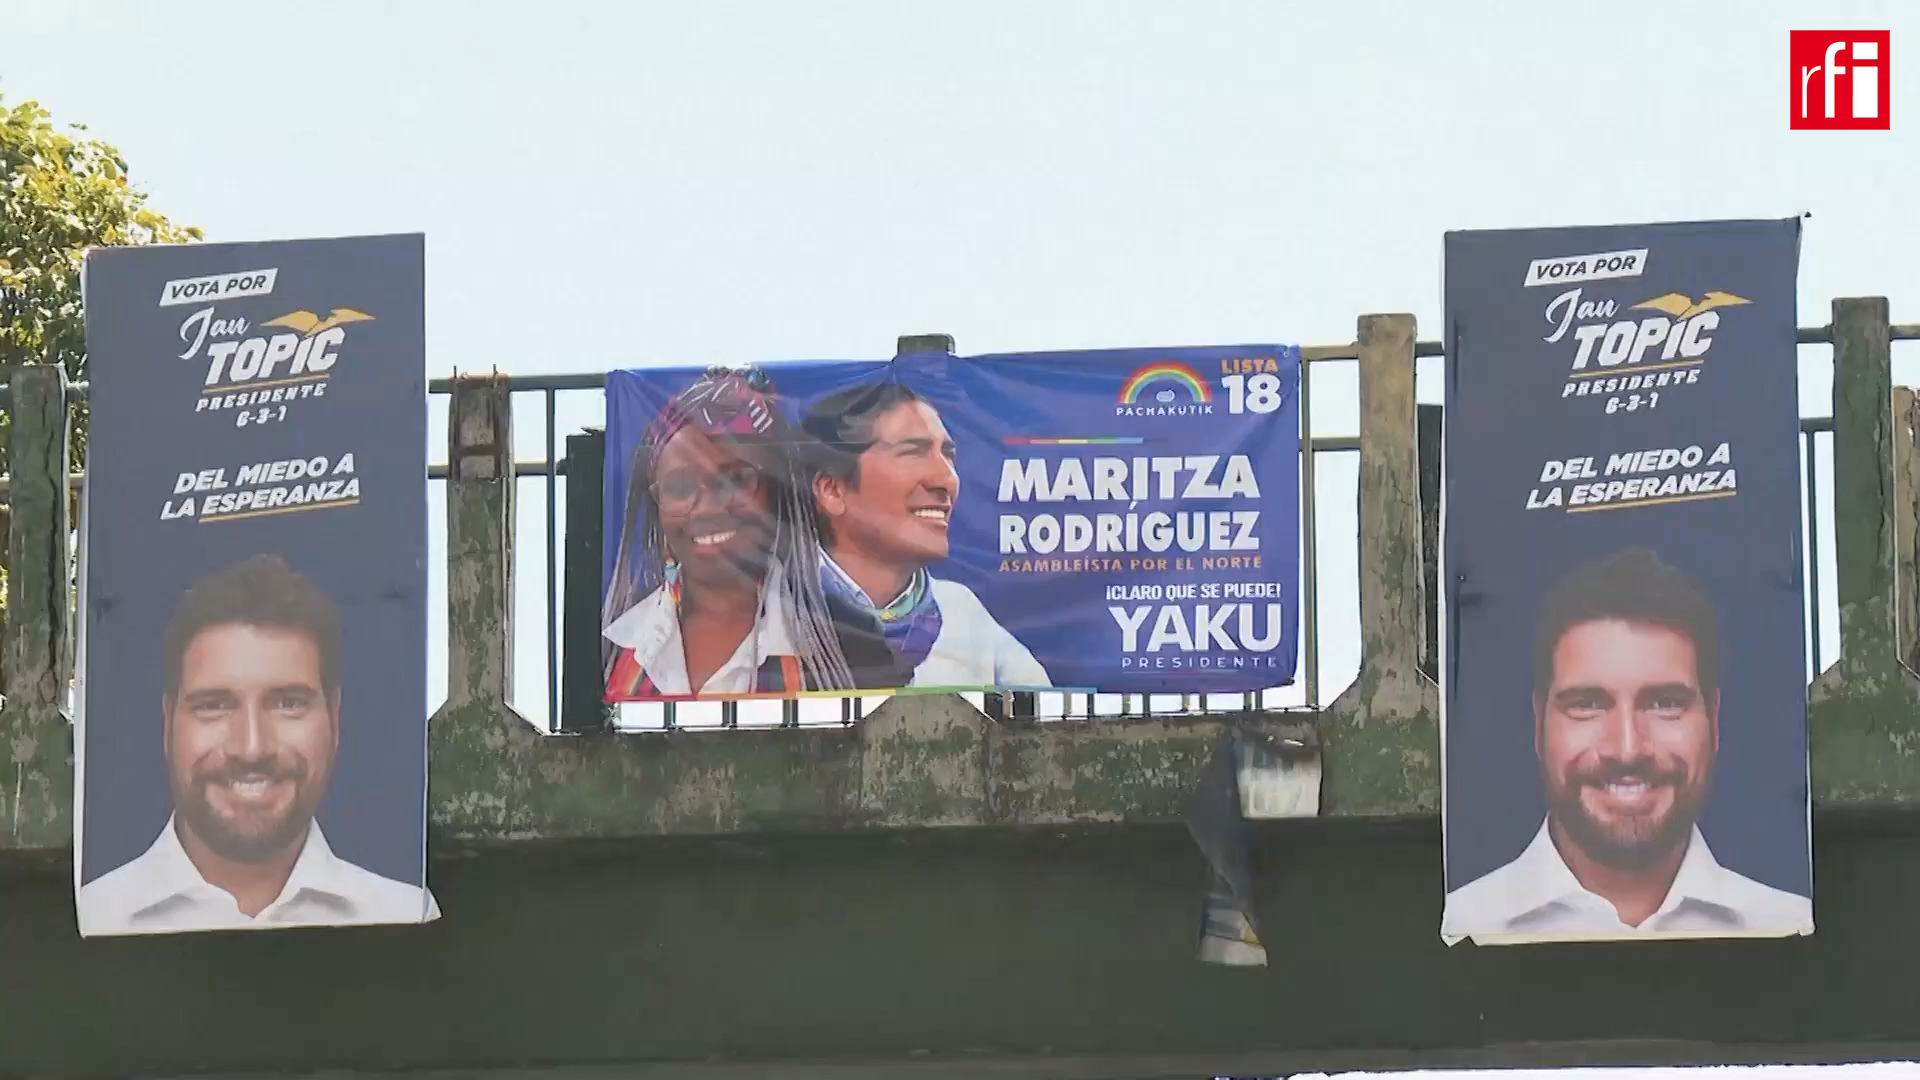 rfi
VOTA POR
Jan
TOPIC
PRESIDENTE
6-3-1
DEL MIEDO A
LA ESPERANZA
PACHAKUTIK
LISTA
18
MARITZA
RODRÍGUEZ
ASAMBLEÍSTA POR EL NORTE
¡CLARO QUE SE PUEDE!
YAKU
PRESIDENTE
VOTA POR
Jan
TOPIC
PRESIDENTE
6-3-1
DEL MIEDO A
LA ESPERANZA